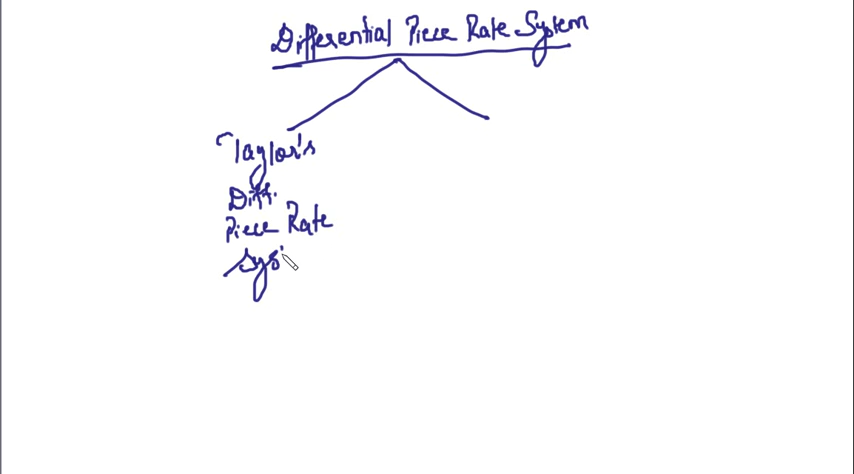 Differential Piece Rate System
Taylor's
Diff.
Piece Rate
Sys